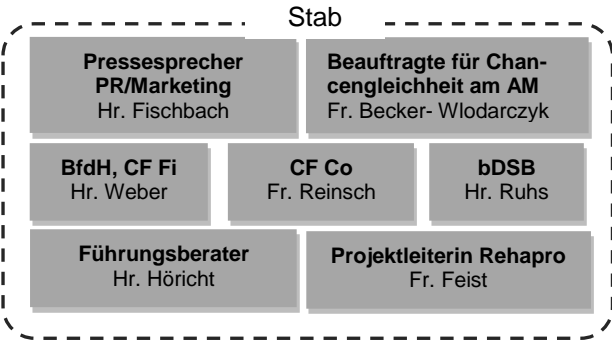 Stab
Pressesprecher
PR/Marketing
Hr. Fischbach
Beauftragte für Chan-
cengleichheit am AM
Fr. Becker- Wlodarczyk
BfdH, CF Fi
Hr. Weber
CF Co
Fr. Reinsch
bDSB
Hr. Ruhs
Führungsberater
Hr. Höricht
Projektleiterin Rehapro
Fr. Feist